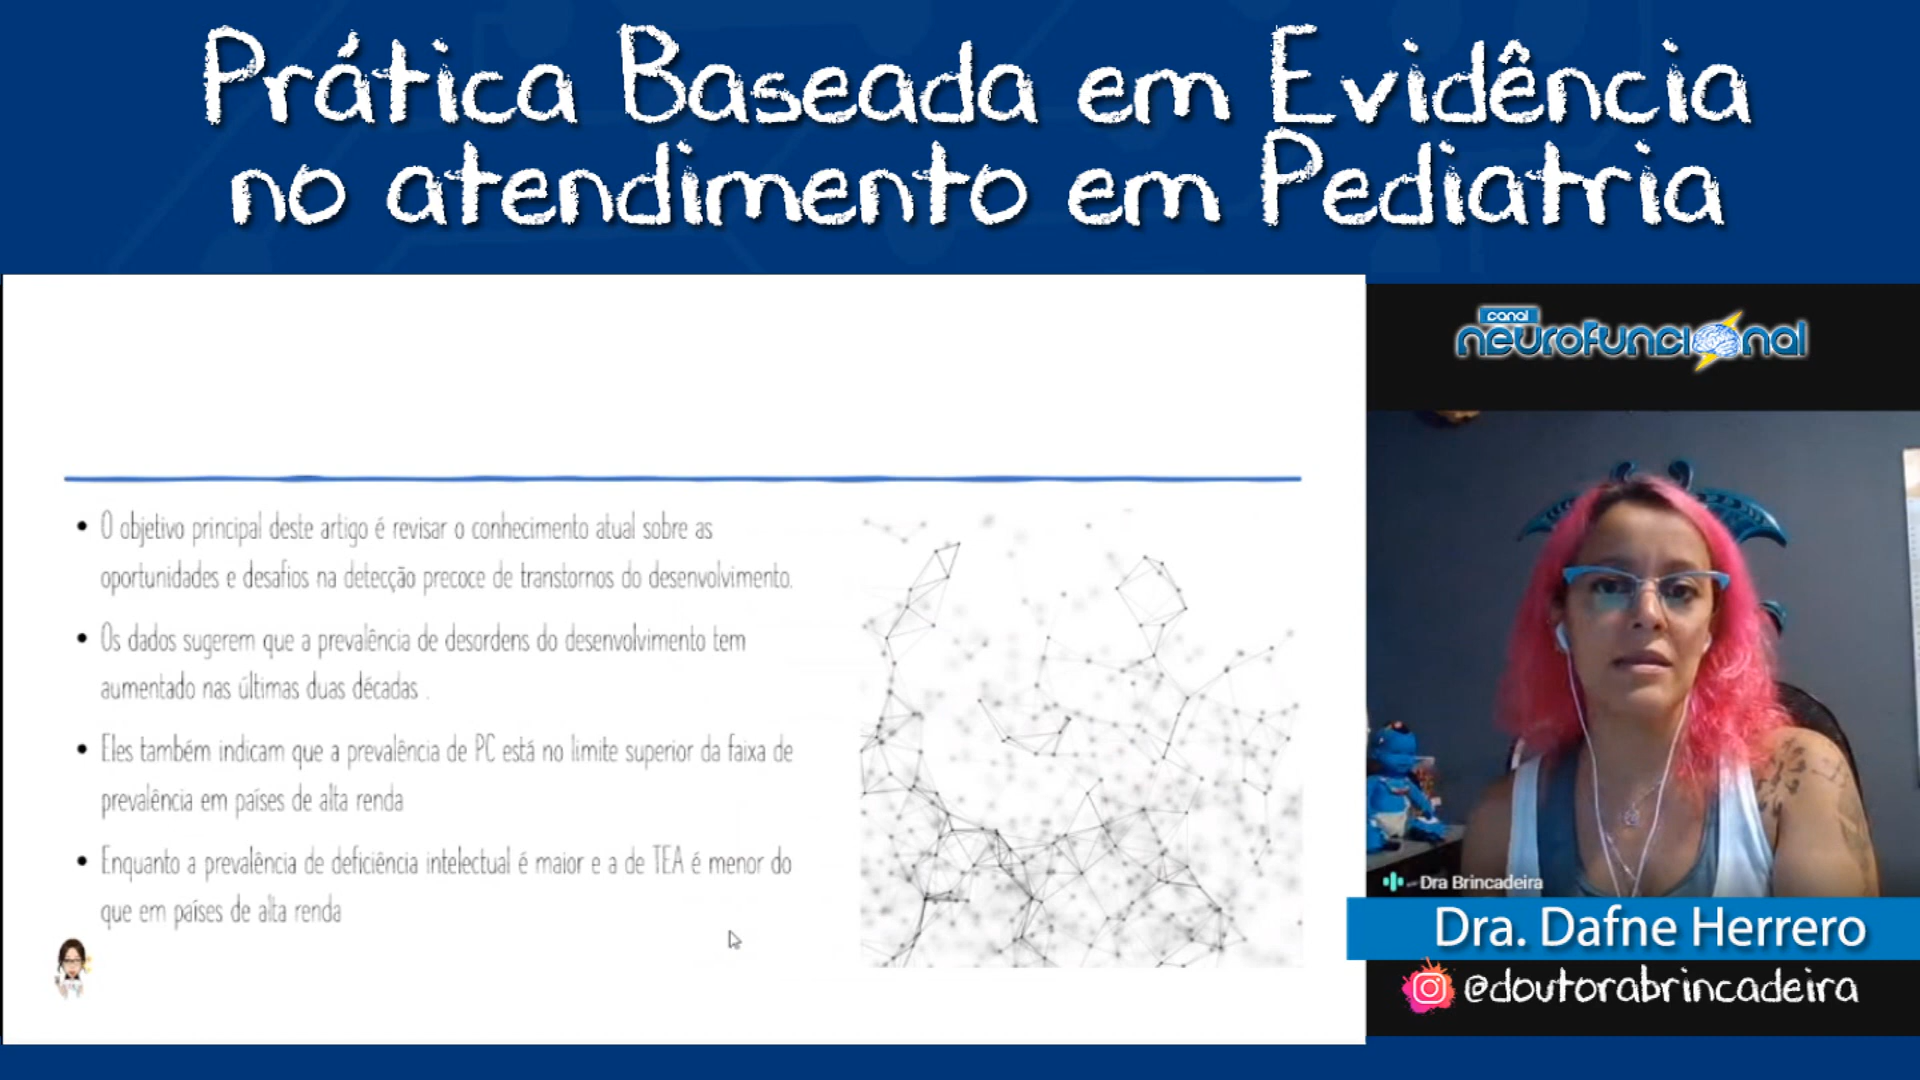 Prática Baseada em Evidência
no atendimento em Pediatria
canal
neurofuncional
• O objetivo principal deste artigo é revisar o conhecimento atual sobre as
oportunidades e desafios na detecção precoce de transtornos do desenvolvimento.
• Os dados sugerem que a prevalência de desordens do desenvolvimento tem
aumentado nas últimas duas décadas .
• Eles também indicam que a prevalência de PC está no limite superior da faixa de
prevalência em países de alta renda
• Enquanto a prevalência de deficiência intelectual é maior e a de TEA é menor do
que em países de alta renda
Dra Brincadeira
Dra. Dafne Herrero
@doutorabrincadeira